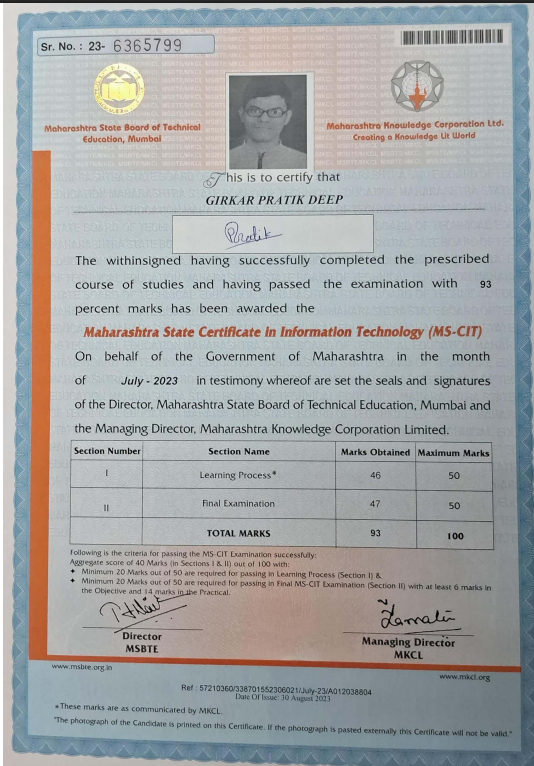 Sr. No. : 23- 6365799
Maharashtra State Board of Technical
Education, Mumbai
Maharashtra Knowledge Corporation Ltd.
Creating a Knowledge Lit World
This is to certify that
GIRKAR PRATIK DEEP
Pratik
The withinsigned having successfully completed the prescribed
course of studies and having passed the examination with 93
percent marks has been awarded the
Maharashtra State Certificate in Information Technology (MS-CIT)
On behalf of the Government of Maharashtra in the month
of July - 2023 in testimony whereof are set the seals and signatures
of the Director, Maharashtra State Board of Technical Education, Mumbai and
the Managing Director, Maharashtra Knowledge Corporation Limited.
Section Number Section Name Marks Obtained Maximum Marks
I Learning Process* 46 50
II Final Examination 47 50
TOTAL MARKS 93 100
Following is the criteria for passing the MS-CIT Examination successfully:
Aggregate score of 40 Marks (in Sections I & II) out of 100 with:
✦ Minimum 20 Marks out of 50 are required for passing in Learning Process (Section I) &
✦ Minimum 20 Marks out of 50 are required for passing in Final MS-CIT Examination (Section II) with at least 6 marks in
the Objective and 14 marks in the Practical.
Director
MSBTE
Managing Director
MKCL
www.msbte.org.in
www.mkcl.org
Ref : 57210360/338701552306021/July-23/A012038804
Date Of Issue: 30 August 2023
*These marks are as communicated by MKCL.
"The photograph of the Candidate is printed on this Certificate. If the photograph is pasted externally this Certificate will not be valid."